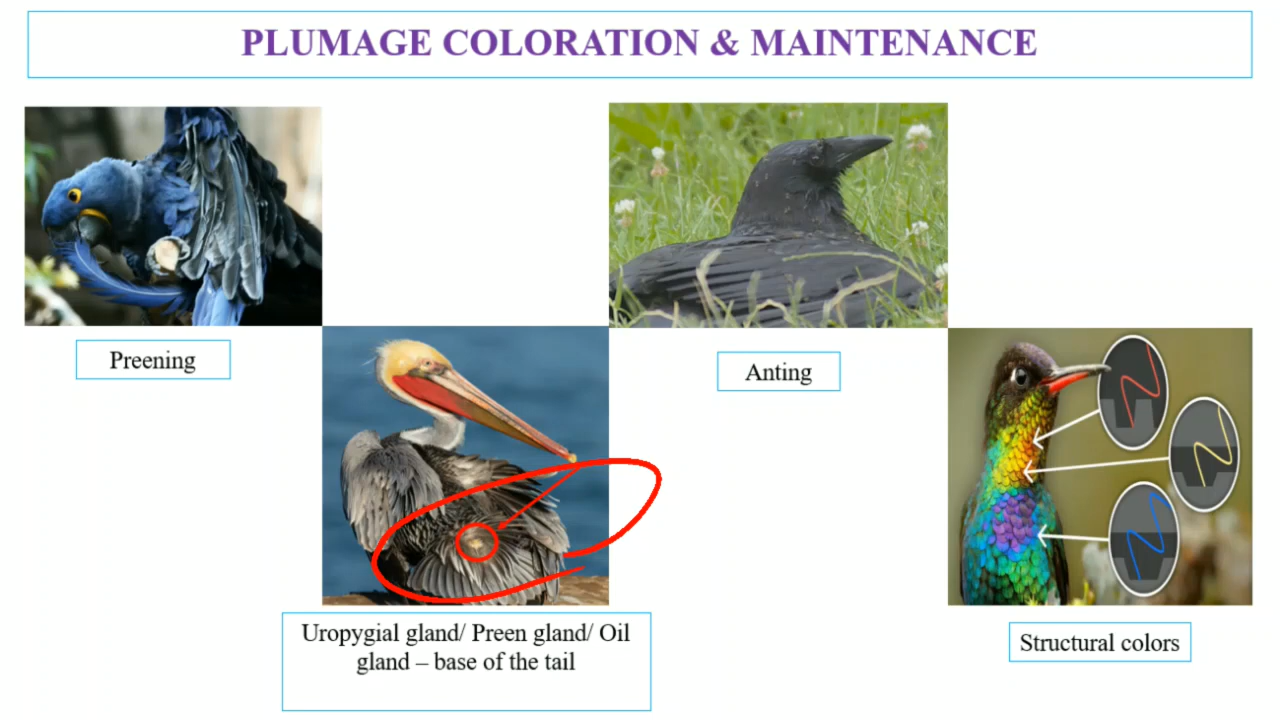 PLUMAGE COLORATION & MAINTENANCE
Preening
Anting
Uropygial gland/ Preen gland/ Oil
gland – base of the tail
Structural colors